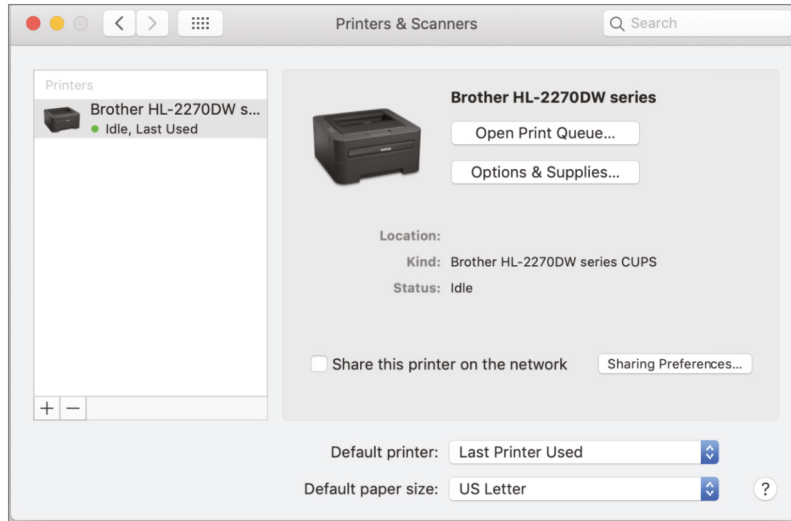 Printers & Scanners
Search
Printers
Brother HL-2270DW s...
Idle, Last Used
Brother HL-2270DW series
Open Print Queue...
Options & Supplies...
Location:
Kind: Brother HL-2270DW series CUPS
Status: Idle
Share this printer on the network
Sharing Preferences...
+ −
Default printer: Last Printer Used
Default paper size: US Letter
?